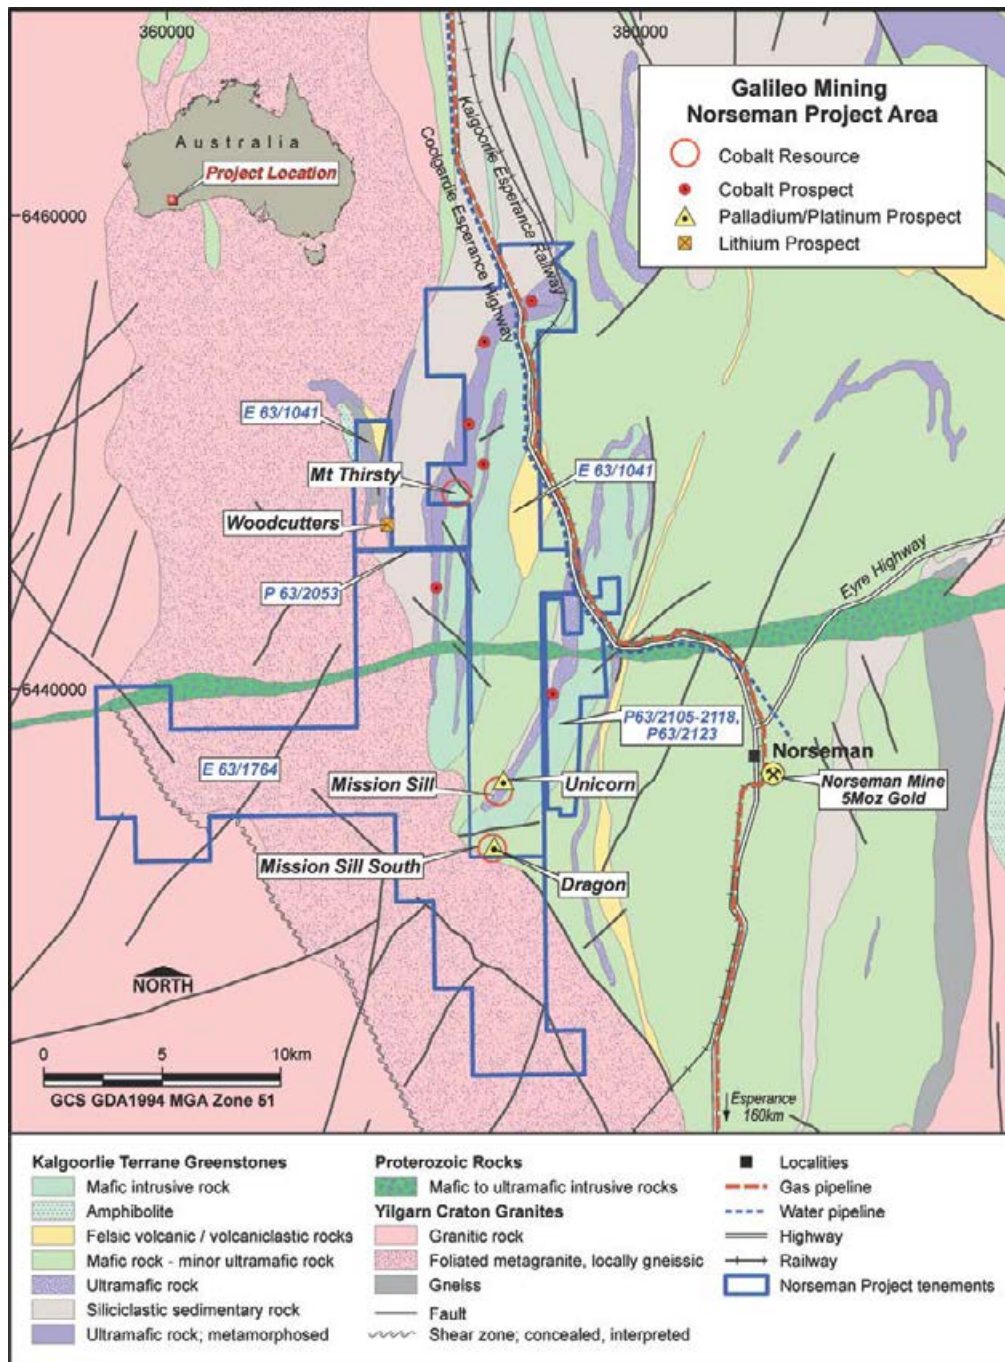 360000
380000
Galileo Mining
Norseman Project Area
Cobalt Resource
Cobalt Prospect
Palladium/Platinum Prospect
Lithium Prospect
Australia
Project Location
6460000
Kalgoorlie Esperance Railway
Coolgardie Esperance Highway
E 63/1041
Mt Thirsty
E 63/1041
Woodcutters
P 63/2053
Eyre Highway
6440000
P63/2105-2118,
P63/2123
E 63/1764
Mission Sill
Unicorn
Norseman
Norseman Mine
5Moz Gold
Mission Sill South
Dragon
NORTH
0 5 10km
GCS GDA1994 MGA Zone 51
Esperance
160km
Kalgoorlie Terrane Greenstones
Mafic intrusive rock
Amphibolite
Felsic volcanic / volcaniclastic rocks
Mafic rock - minor ultramafic rock
Ultramafic rock
Siliciclastic sedimentary rock
Ultramafic rock; metamorphosed
Proterozoic Rocks
Mafic to ultramafic intrusive rocks
Yilgarn Craton Granites
Granitic rock
Foliated metagranite, locally gneissic
Gneiss
Fault
Shear zone; concealed, interpreted
Localities
Gas pipeline
Water pipeline
Highway
Railway
Norseman Project tenements